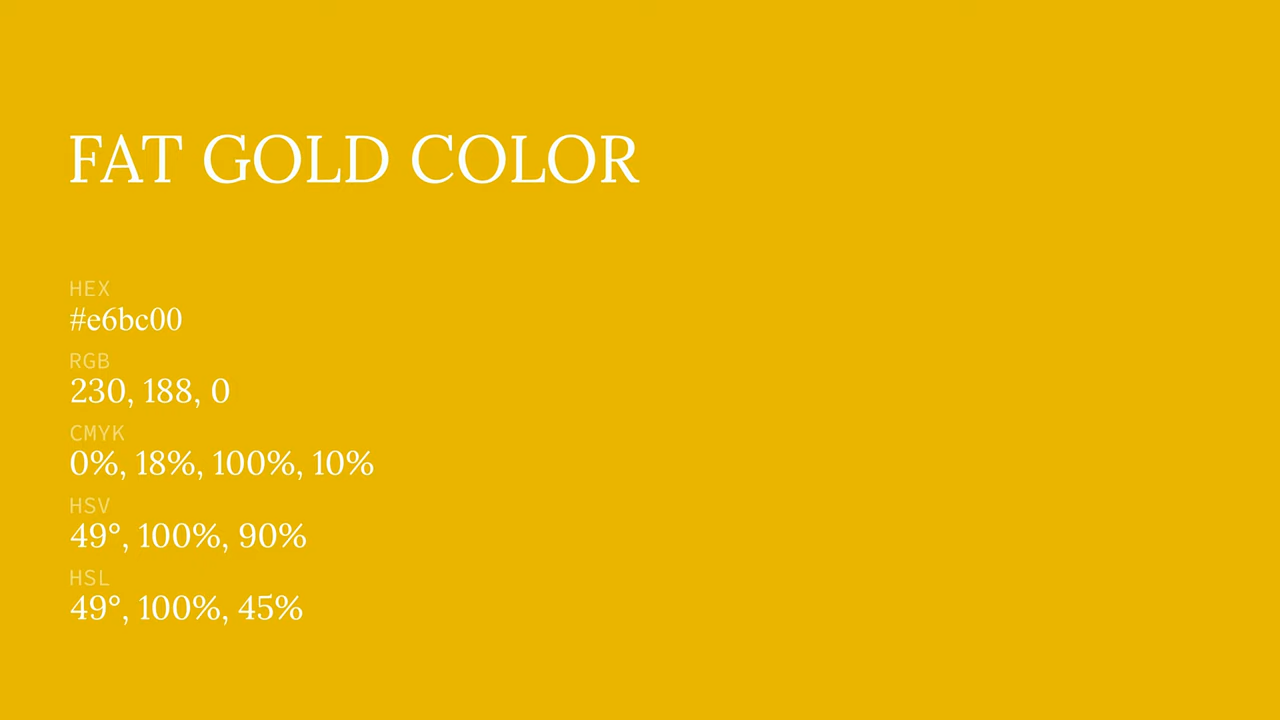 FAT GOLD COLOR
HEX
#e6bc00
RGB
230, 188, 0
CMYK
0%, 18%, 100%, 10%
HSV
49°, 100%, 90%
HSL
49°, 100%, 45%